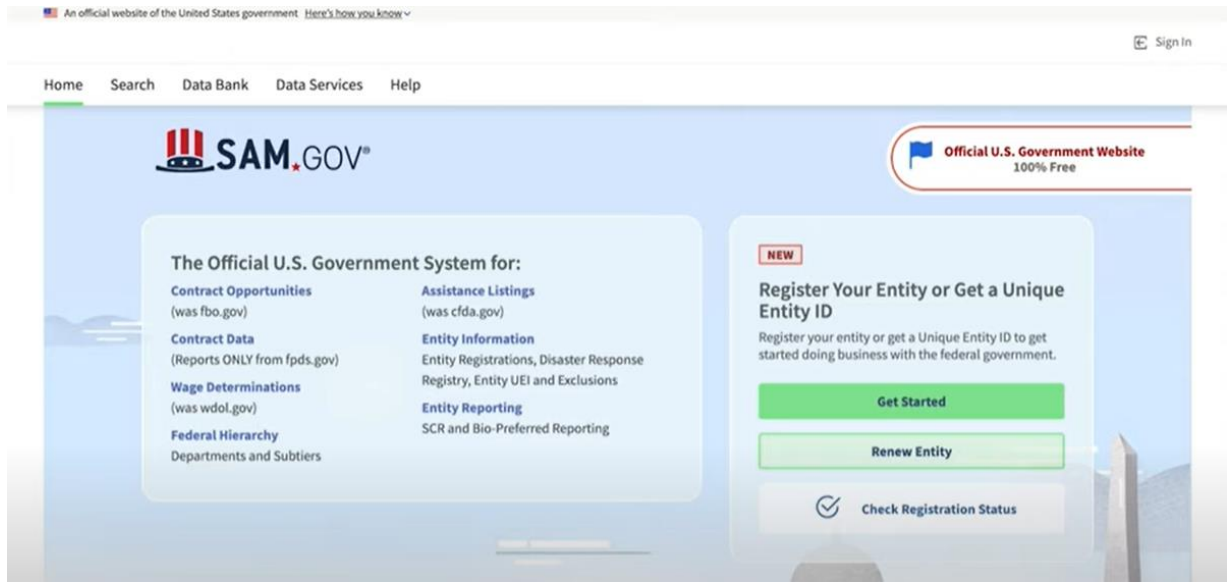 An official website of the United States government Here's how you know
Sign In
Home Search Data Bank Data Services Help
SAM.GOV®
Official U.S. Government Website
100% Free
The Official U.S. Government System for:
Contract Opportunities
(was fbo.gov)
Contract Data
(Reports ONLY from fpds.gov)
Wage Determinations
(was wdol.gov)
Federal Hierarchy
Departments and Subtiers
Assistance Listings
(was cfda.gov)
Entity Information
Entity Registrations, Disaster Response
Registry, Entity UEI and Exclusions
Entity Reporting
SCR and Bio-Preferred Reporting
NEW
Register Your Entity or Get a Unique
Entity ID
Register your entity or get a Unique Entity ID to get
started doing business with the federal government.
Get Started
Renew Entity
Check Registration Status